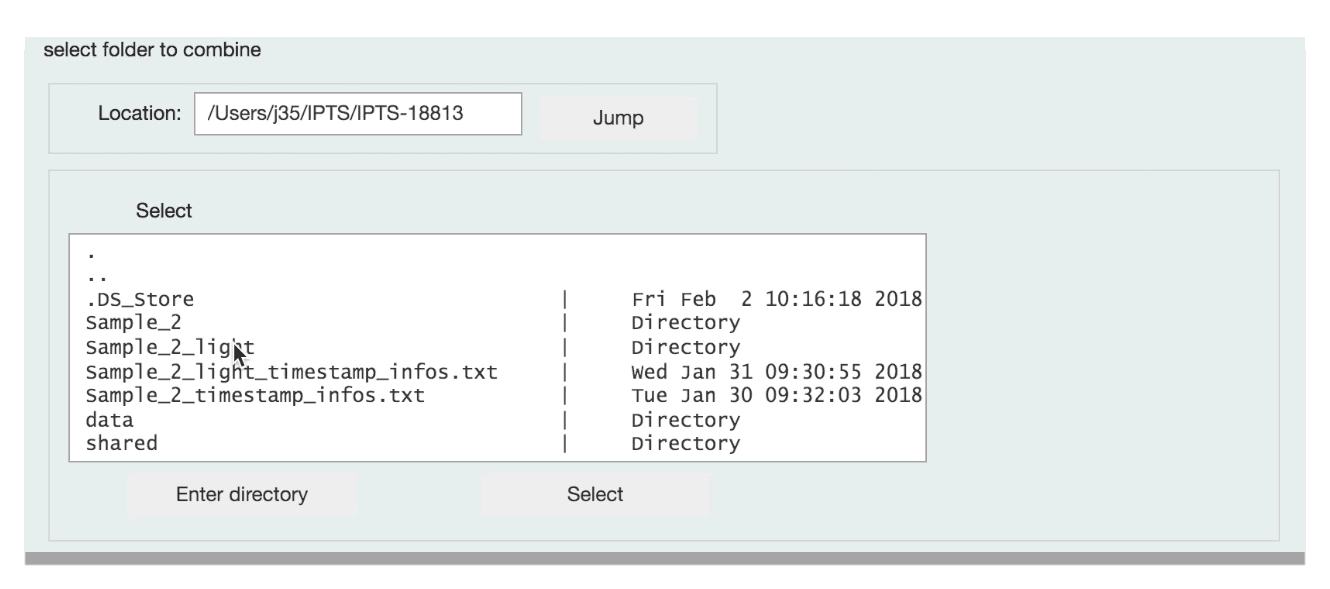 select folder to combine
Location: /Users/j35/IPTS/IPTS-18813 Jump
Select
.
..
.DS_Store | Fri Feb  2 10:16:18 2018
Sample_2 | Directory
Sample_2_light | Directory
Sample_2_light_timestamp_infos.txt | Wed Jan 31 09:30:55 2018
Sample_2_timestamp_infos.txt | Tue Jan 30 09:32:03 2018
data | Directory
shared | Directory
Enter directory Select